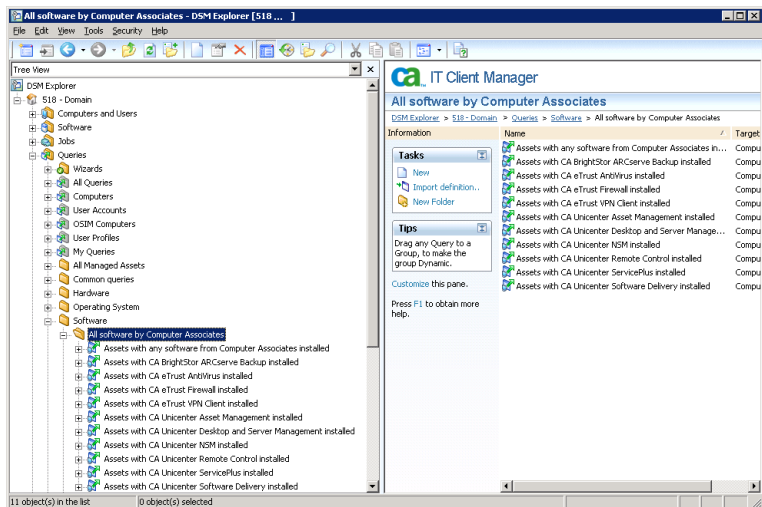 All software by Computer Associates - DSM Explorer [518 ... ]
File Edit View Tools Security Help
Tree View
DSM Explorer
518 - Domain
Computers and Users
Software
Jobs
Queries
Wizards
All Queries
Computers
User Accounts
OSIM Computers
User Profiles
My Queries
All Managed Assets
Common queries
Hardware
Operating System
Software
All software by Computer Associates
Assets with any software from Computer Associates installed
Assets with CA BrightStor ARCserve Backup installed
Assets with CA eTrust AntiVirus installed
Assets with CA eTrust Firewall installed
Assets with CA eTrust VPN Client installed
Assets with CA Unicenter Asset Management installed
Assets with CA Unicenter Desktop and Server Management installed
Assets with CA Unicenter NSM installed
Assets with CA Unicenter Remote Control installed
Assets with CA Unicenter ServicePlus installed
Assets with CA Unicenter Software Delivery installed
ca IT Client Manager
All software by Computer Associates
DSM Explorer > 518 - Domain > Queries > Software > All software by Computer Associates
Information
Tasks
New
Import definition..
New Folder
Tips
Drag any Query to a
Group, to make the
group Dynamic.
Customize this pane.
Press F1 to obtain more
help.
Name / Target
Assets with any software from Computer Associates in... Compu
Assets with CA BrightStor ARCserve Backup installed Compu
Assets with CA eTrust AntiVirus installed Compu
Assets with CA eTrust Firewall installed Compu
Assets with CA eTrust VPN Client installed Compu
Assets with CA Unicenter Asset Management installed Compu
Assets with CA Unicenter Desktop and Server Manage... Compu
Assets with CA Unicenter NSM installed Compu
Assets with CA Unicenter Remote Control installed Compu
Assets with CA Unicenter ServicePlus installed Compu
Assets with CA Unicenter Software Delivery installed Compu
11 object(s) in the list 0 object(s) selected